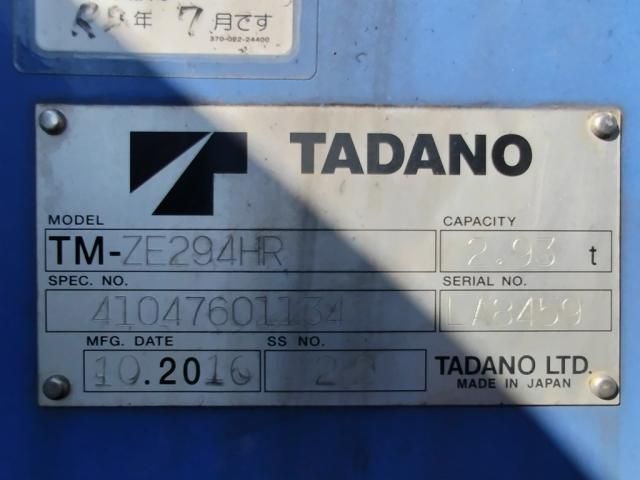 年 7 月です
370-082-24400
TADANO
MODEL
TM-ZE294HR
CAPACITY
2.93 t
SPEC. NO.
41047601134
SERIAL NO.
LA8459
MFG. DATE
10.2016
SS NO.
TADANO LTD.
MADE IN JAPAN